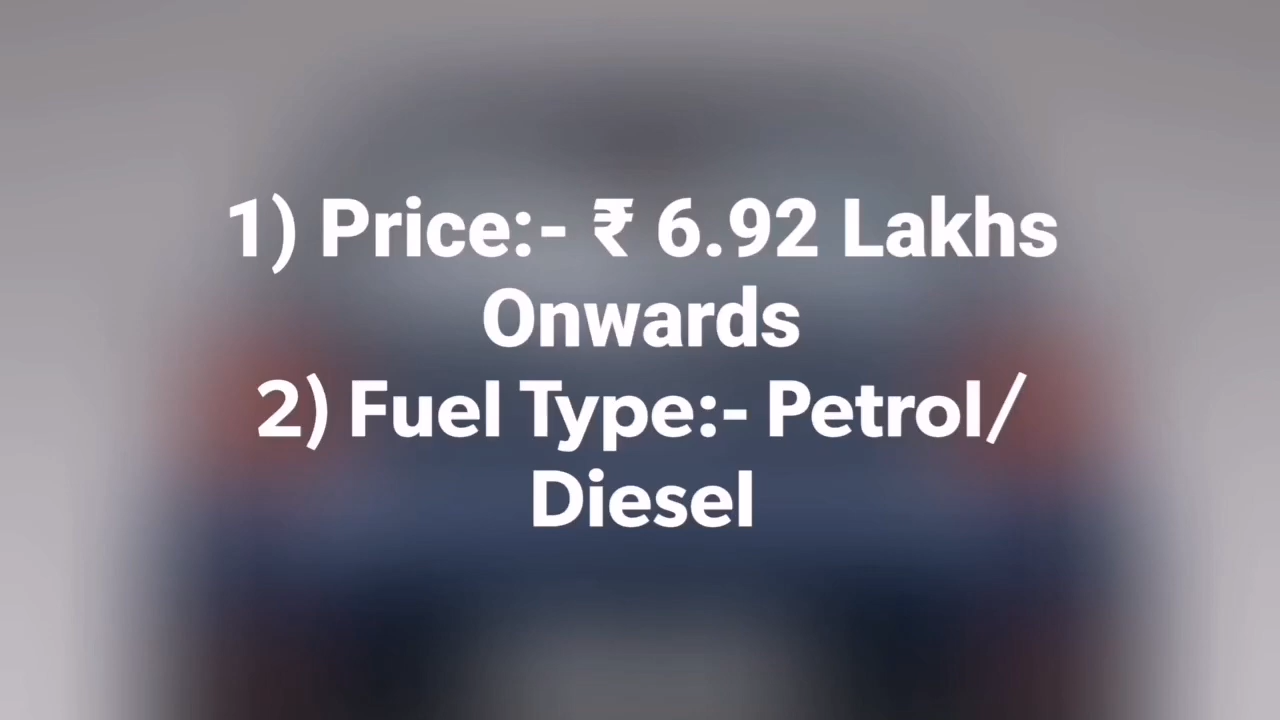 1) Price:- ₹ 6.92 Lakhs
Onwards
2) Fuel Type:- Petrol/
Diesel